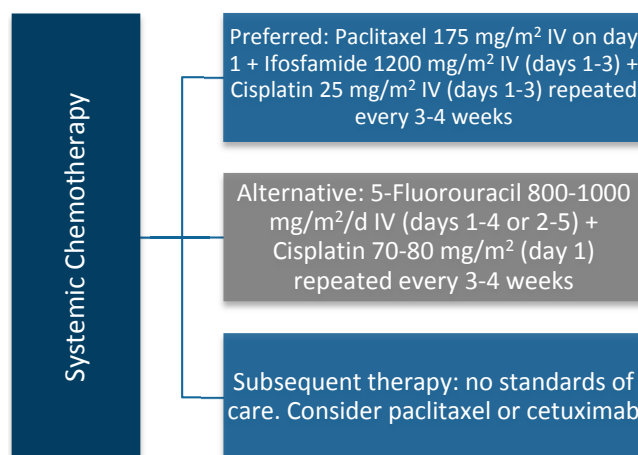 Systemic Chemotherapy
Preferred: Paclitaxel 175 mg/m² IV on day
1 + Ifosfamide 1200 mg/m² IV (days 1-3) +
Cisplatin 25 mg/m² IV (days 1-3) repeated
every 3-4 weeks
Alternative: 5-Fluorouracil 800-1000
mg/m²/d IV (days 1-4 or 2-5) +
Cisplatin 70-80 mg/m² (day 1)
repeated every 3-4 weeks
Subsequent therapy: no standards of
care. Consider paclitaxel or cetuximab